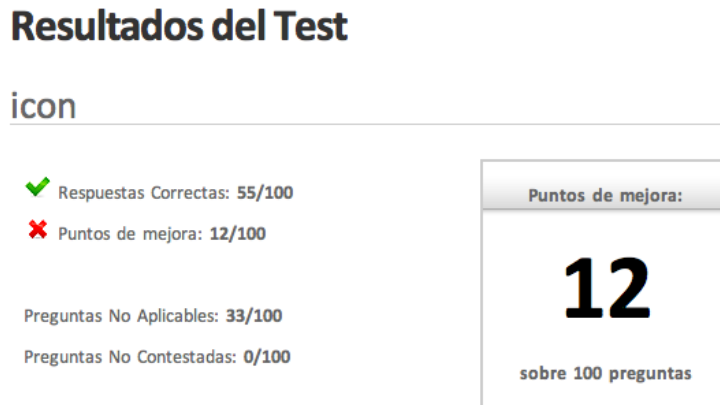 Resultados del Test
icon
Respuestas Correctas: 55/100
Puntos de mejora: 12/100
Preguntas No Aplicables: 33/100
Preguntas No Contestadas: 0/100
Puntos de mejora:
12
sobre 100 preguntas